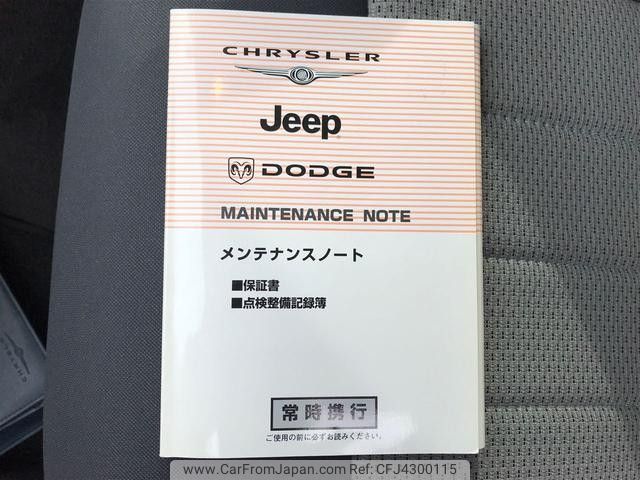 CHRYSLER
Jeep
DODGE
MAINTENANCE NOTE
メンテナンスノート
■保証書
■点検整備記録簿
常時携行
ご使用の前に必ずお読みください。
www.CarFromJapan.com Ref:CFJ4300115